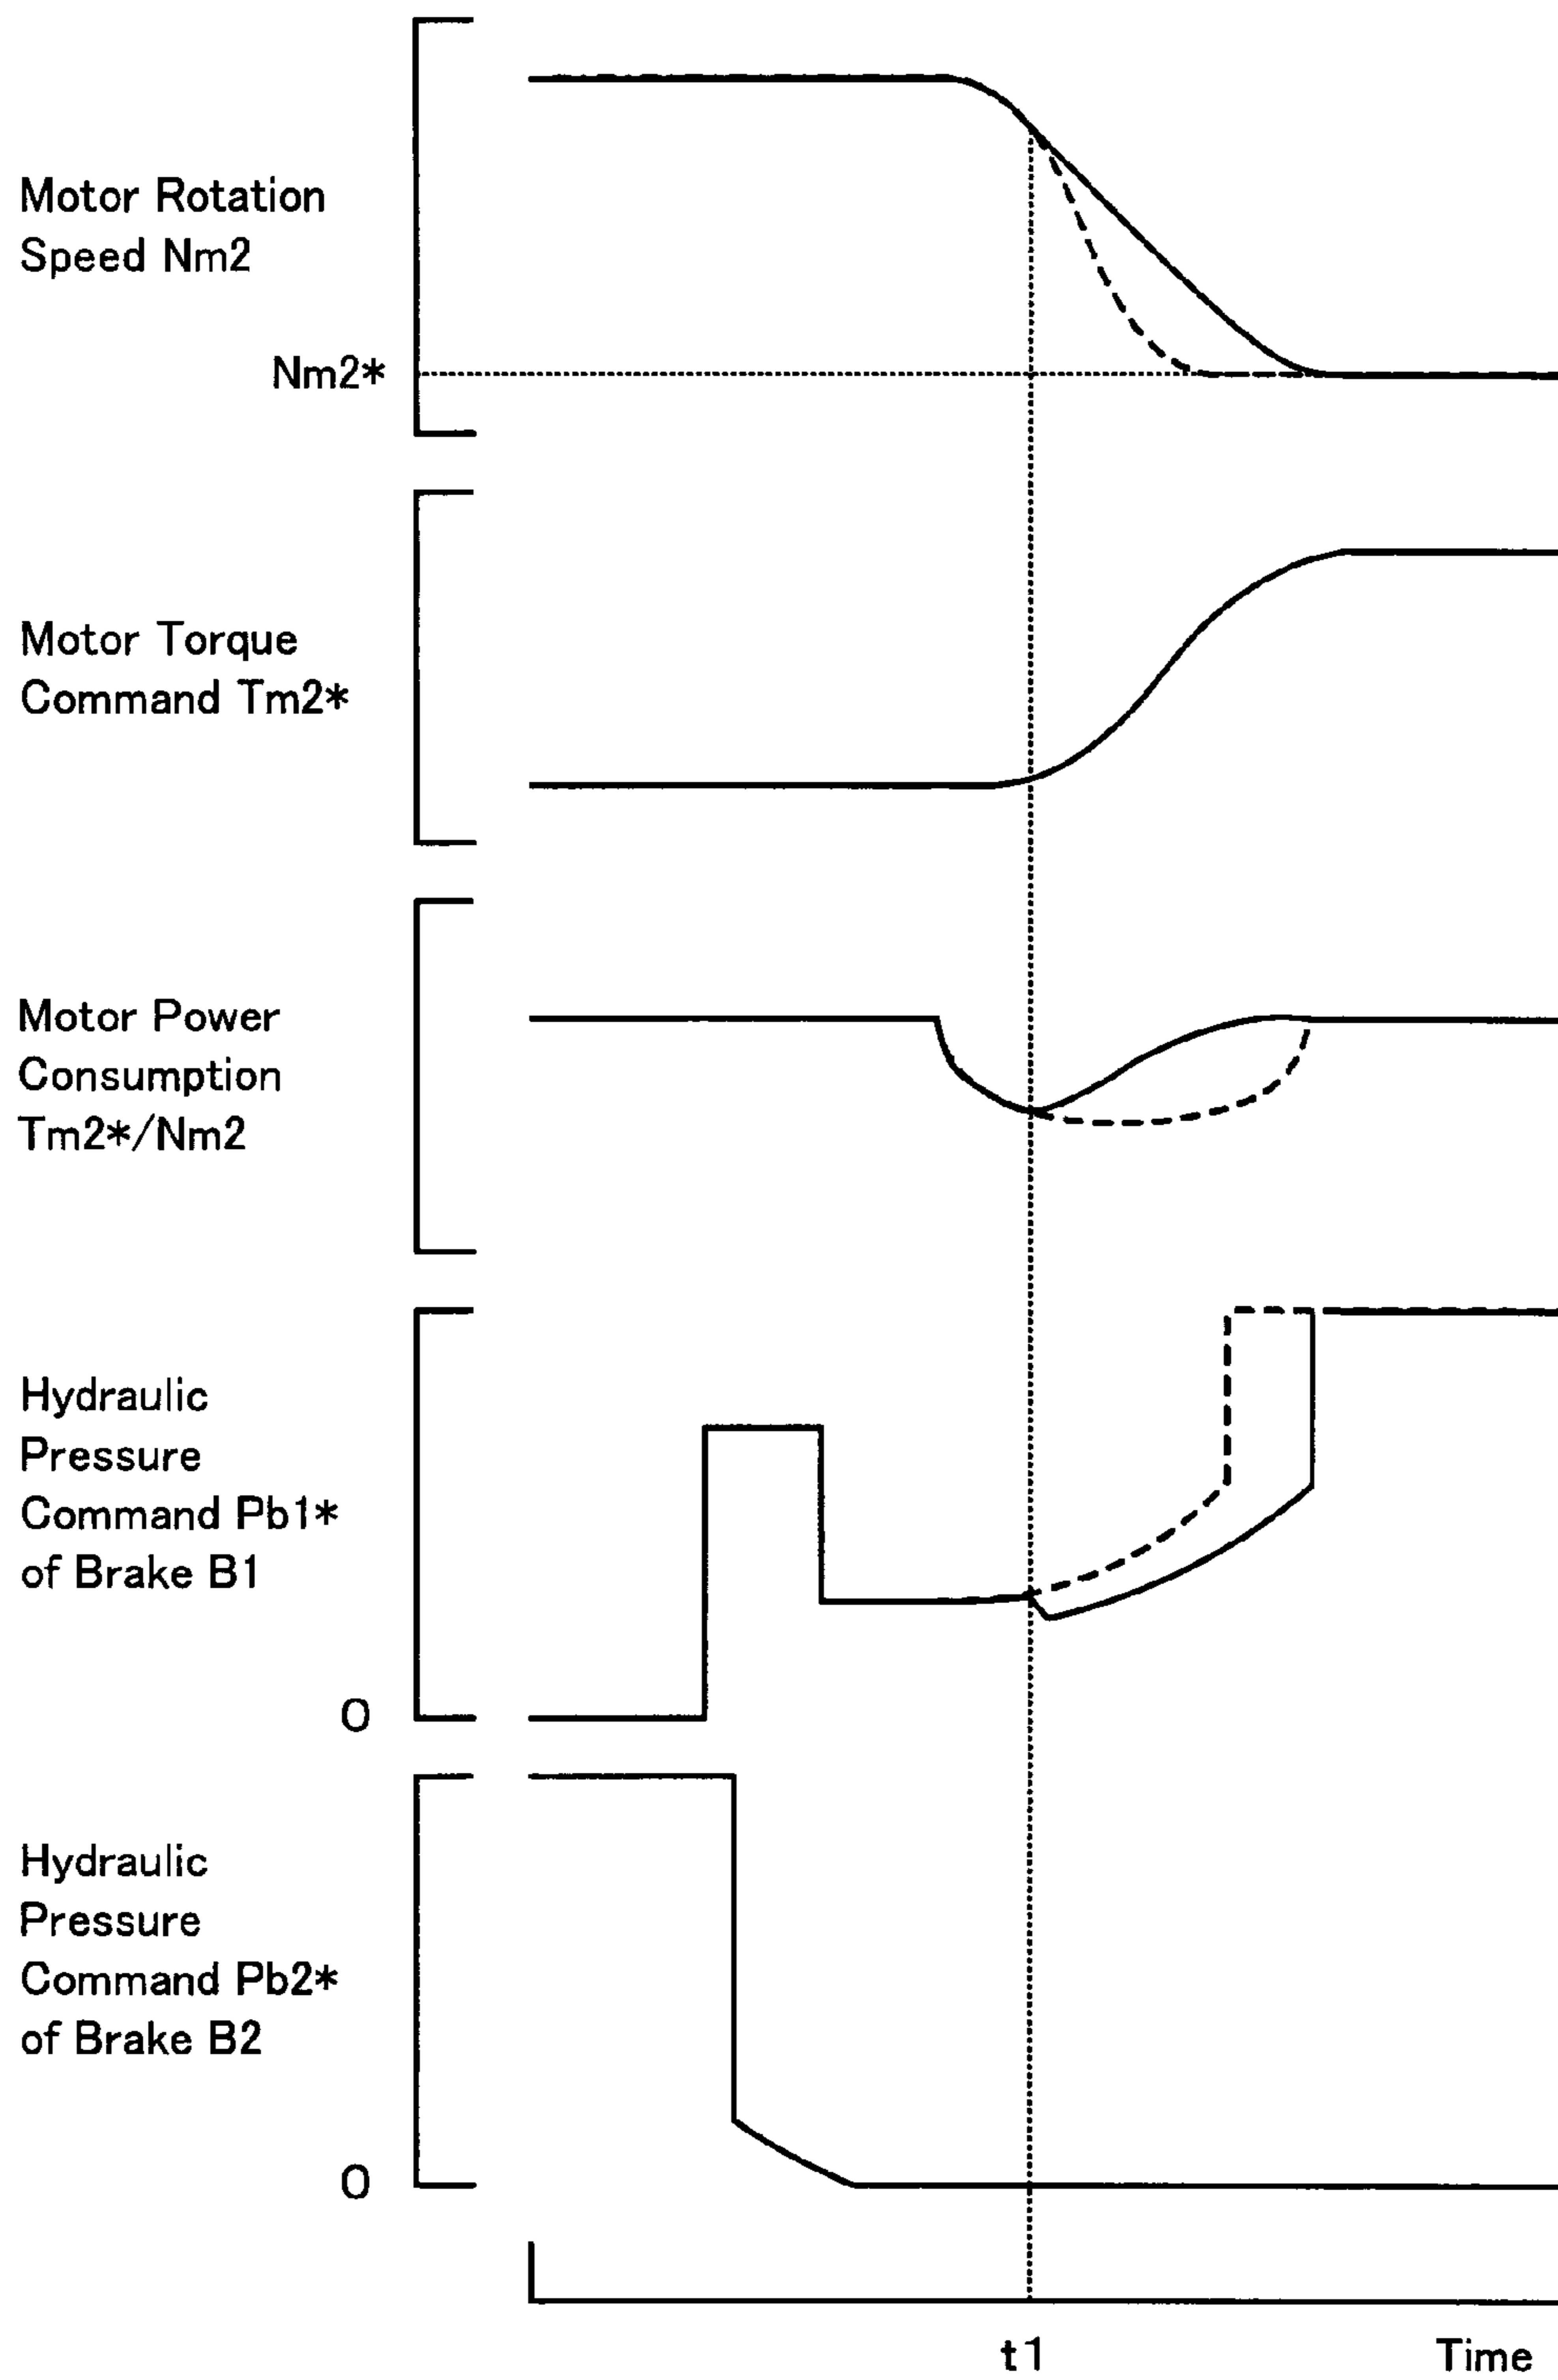 Motor Rotation
Speed Nm2
Nm2*
Motor Torque
Command Tm2*
Motor Power
Consumption
Tm2*/Nm2
Hydraulic
Pressure
Command Pb1*
of Brake B1
0
Hydraulic
Pressure
Command Pb2*
of Brake B2
0
t1
Time